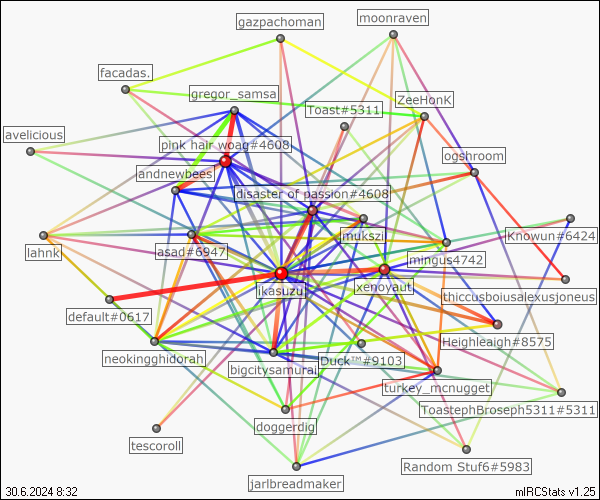 gazpachoman
moonraven
facadas.
gregor_samsa
Toast#5311
ZeeHonK
avelicious
pink hair woag#4608
ogshroom
andnewbees
disaster of passion#4608
lahnk
asad#6947
jmukszi
mingus4742
Knowun#6424
ikasuzu
xenoyaut
thiccusboiusalexusjoneus
default#0617
neokingghidorah
bigcitysamurai
Duck™#9103
Heighleaigh#8575
turkey_mcnugget
ToastephBroseph5311#5311
doggerdig
tescoroll
jarlbreadmaker
Random Stuf6#5983
30.6.2024 8:32
mIRCStats v1.25